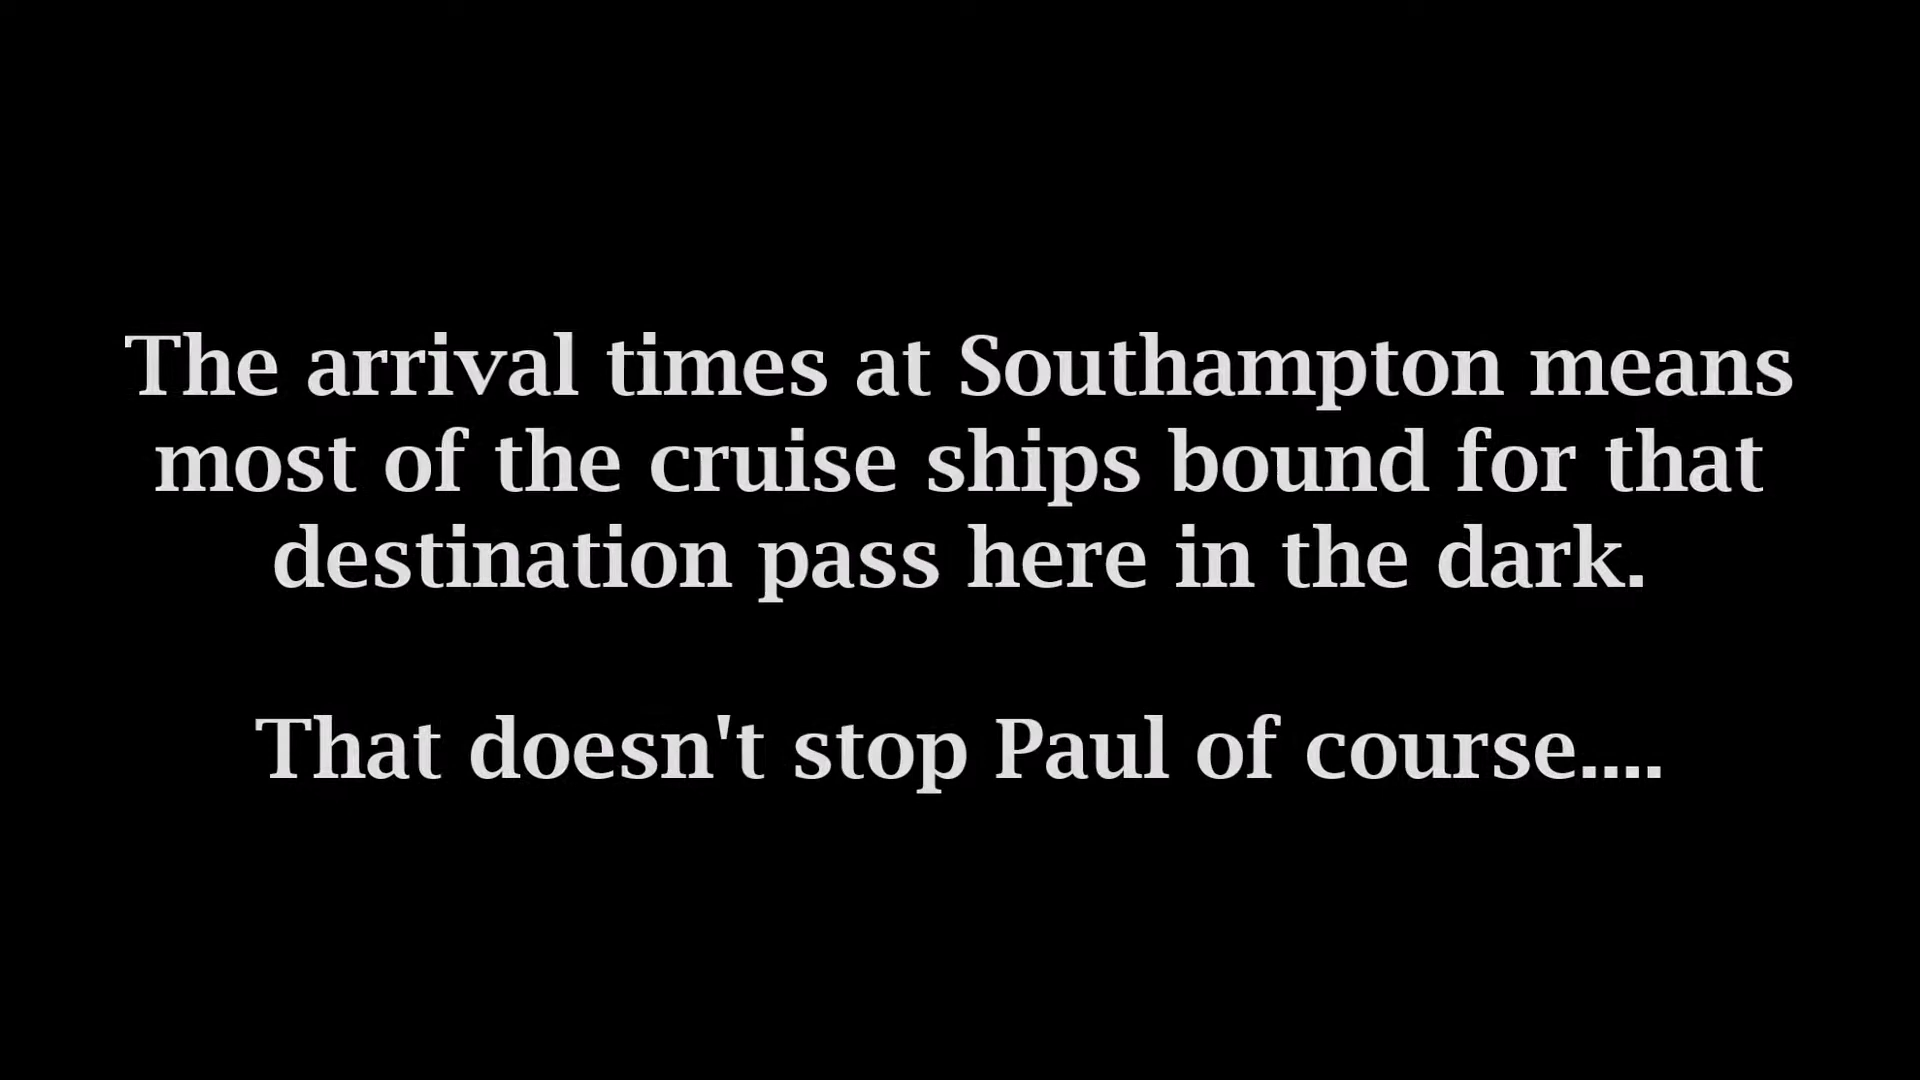 The arrival times at Southampton means
most of the cruise ships bound for that
destination pass here in the dark.
That doesn't stop Paul of course....